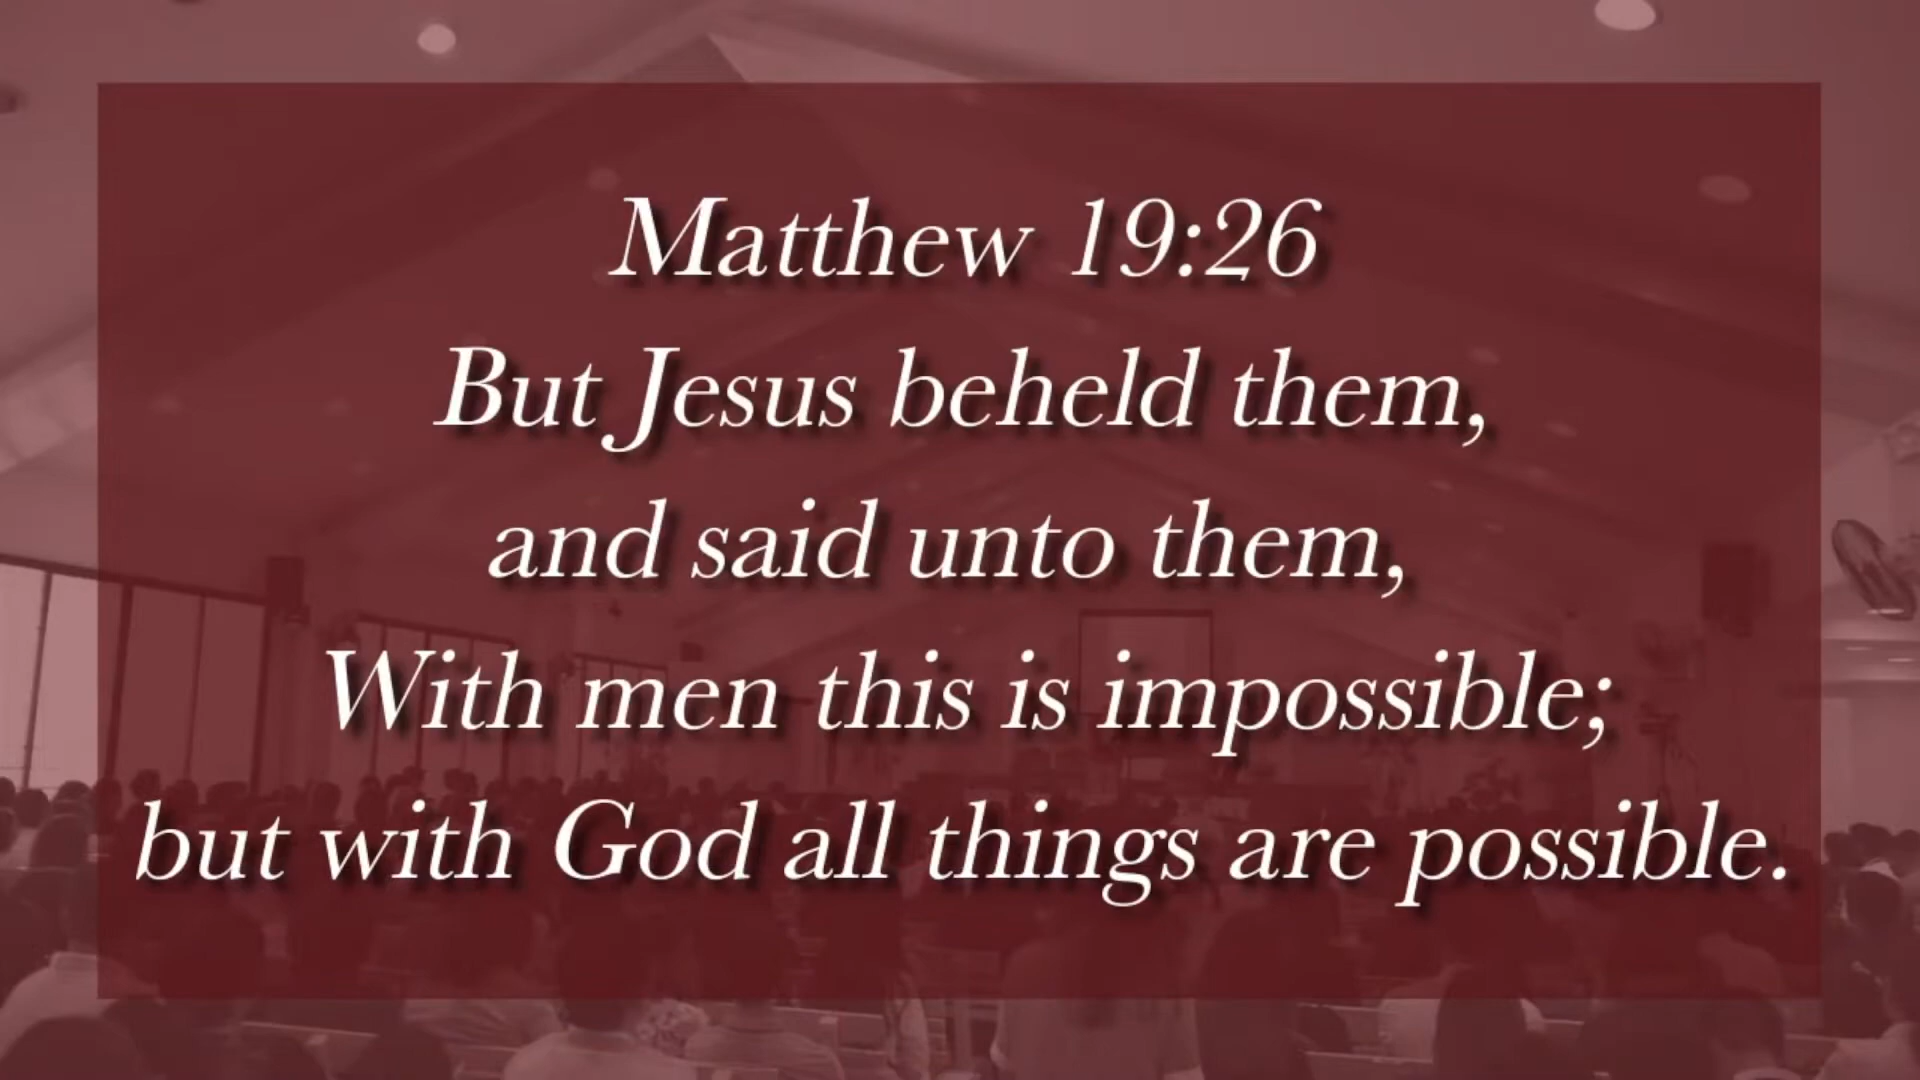 Matthew 19:26
But Jesus beheld them,
and said unto them,
With men this is impossible;
but with God all things are possible.